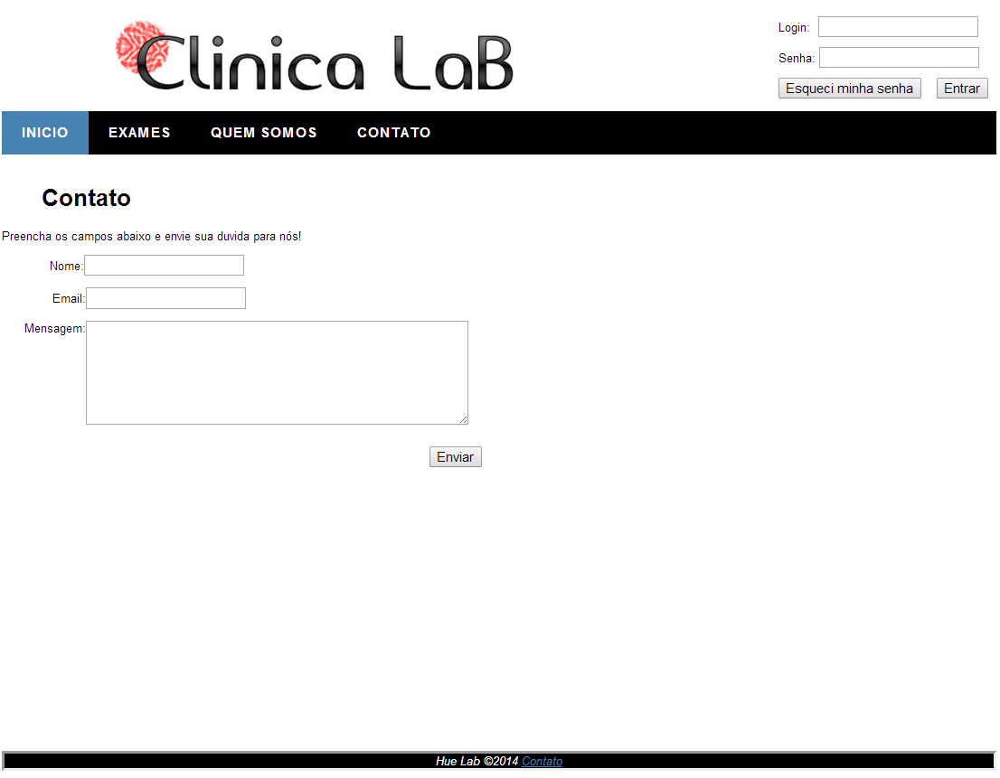 Clinica LaB
Login:
Senha:
Esqueci minha senha Entrar
INICIO EXAMES QUEM SOMOS CONTATO
Contato
Preencha os campos abaixo e envie sua duvida para nós!
Nome:
Email:
Mensagem:
Enviar
Hue Lab ©2014 Contato